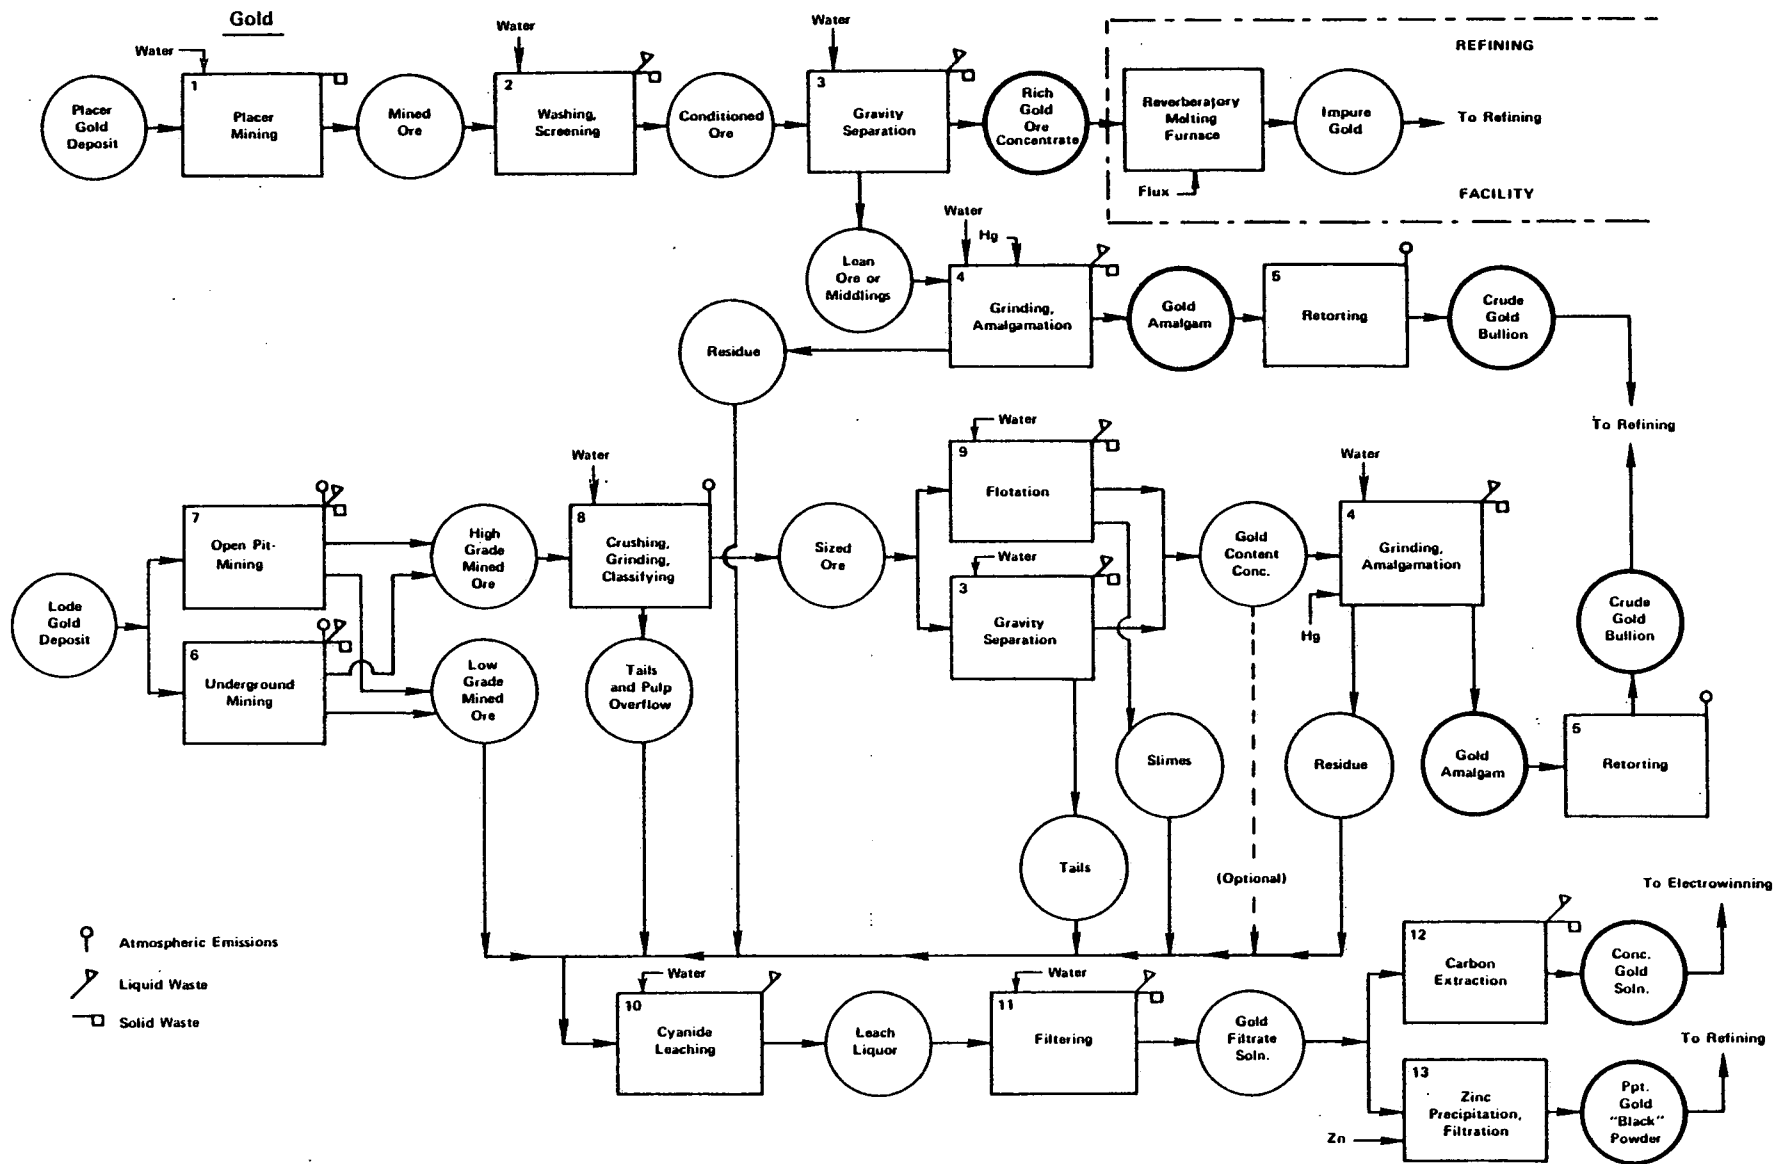 Gold
Water
Placer
Gold
Deposit
1
Placer
Mining
Mined
Ore
Water
2
Washing,
Screening
Conditioned
Ore
Water
3
Gravity
Separation
Rich
Gold
Ore
Concentrate
REFINING
Reverberatory
Melting
Furnace
Flux
Impure
Gold
To Refining
FACILITY
Lean
Ore or
Middlings
Water
Hg
4
Grinding,
Amalgamation
Gold
Amalgam
5
Retorting
Crude
Gold
Bullion
Residue
To Refining
Lode
Gold
Deposit
7
Open Pit-
Mining
6
Underground
Mining
High
Grade
Mined
Ore
Low
Grade
Mined
Ore
Water
8
Crushing,
Grinding,
Classifying
Tails
and Pulp
Overflow
Sized
Ore
Water
9
Flotation
Water
3
Gravity
Separation
Gold
Content
Conc.
Water
4
Grinding,
Amalgamation
Hg
Crude
Gold
Bullion
Slimes
Residue
Gold
Amalgam
5
Retorting
Tails
(Optional)
To Electrowinning
Atmospheric Emissions
Liquid Waste
Solid Waste
Water
10
Cyanide
Leaching
Leach
Liquor
Water
11
Filtering
Gold
Filtrate
Soln.
12
Carbon
Extraction
Conc.
Gold
Soln.
To Refining
13
Zinc
Precipitation,
Filtration
Zn
Ppt.
Gold
"Black"
Powder